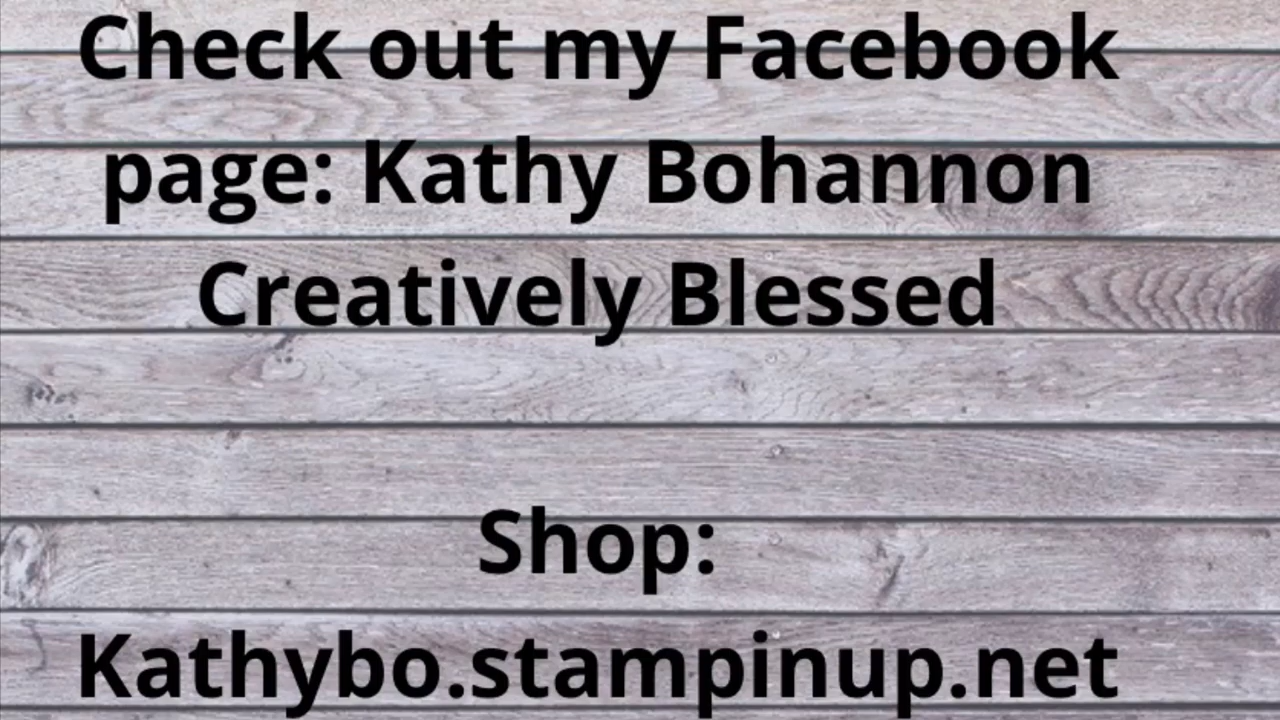 Check out my Facebook
page: Kathy Bohannon
Creatively Blessed
Shop:
Kathybo.stampinup.net